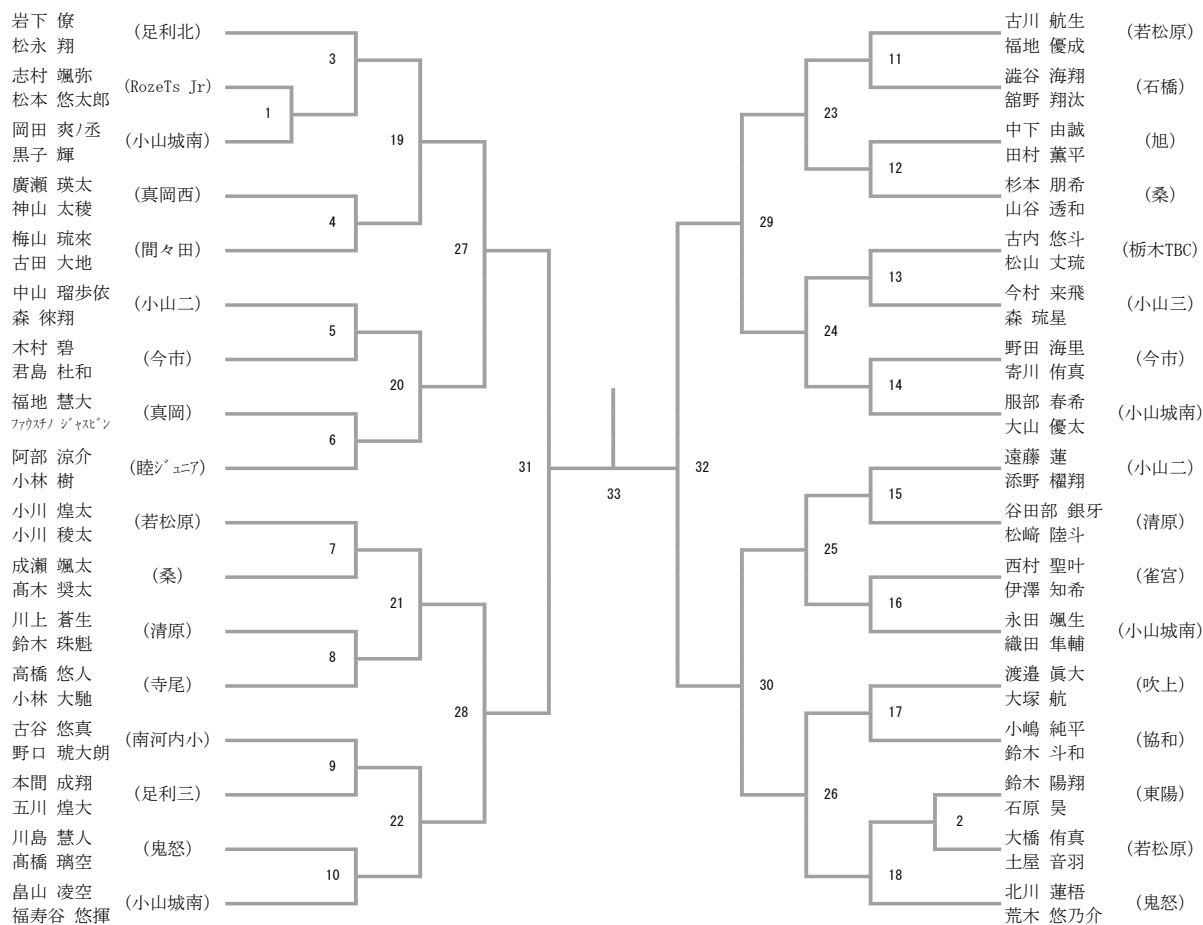 岩下 僚
松永 翔
(足利北)
志村 颯弥
松本 悠太郎
(RozeTs Jr)
岡田 爽ノ丞
黒子 輝
(小山城南)
廣瀬 瑛太
神山 太稜
(真岡西)
梅山 琉來
古田 大地
(間々田)
中山 瑠歩依
森 徠翔
(小山二)
木村 碧
君島 杜和
(今市)
福地 慧大
ファウスチノ ジャスピン
(真岡)
阿部 涼介
小林 樹
(睦ジュニア)
小川 煌太
小川 稜太
(若松原)
成瀬 颯太
髙木 奨太
(桑)
川上 蒼生
鈴木 珠魁
(清原)
高橋 悠人
小林 大馳
(寺尾)
古谷 悠真
野口 琥大朗
(南河内小)
本間 成翔
五川 煌大
(足利三)
川島 慧人
髙橋 璃空
(鬼怒)
畠山 凌空
福寿谷 悠揮
(小山城南)
1
3
4
5
6
7
8
9
10
19
20
21
22
27
28
31
33
32
29
30
23
24
25
26
11
12
13
14
15
16
17
2
18
古川 航生
福地 優成
(若松原)
澁谷 海翔
舘野 翔汰
(石橋)
中下 由誠
田村 薫平
(旭)
杉本 朋希
山谷 透和
(桑)
古内 悠斗
松山 丈琉
(栃木TBC)
今村 来飛
森 琉星
(小山三)
野田 海里
寄川 侑真
(今市)
服部 春希
大山 優太
(小山城南)
遠藤 蓮
添野 櫂翔
(小山二)
谷田部 銀牙
松﨑 陸斗
(清原)
西村 聖叶
伊澤 知希
(雀宮)
永田 颯生
織田 隼輔
(小山城南)
渡邉 眞大
大塚 航
(吹上)
小嶋 純平
鈴木 斗和
(協和)
鈴木 陽翔
石原 昊
(東陽)
大橋 侑真
土屋 音羽
(若松原)
北川 蓮梧
荒木 悠乃介
(鬼怒)